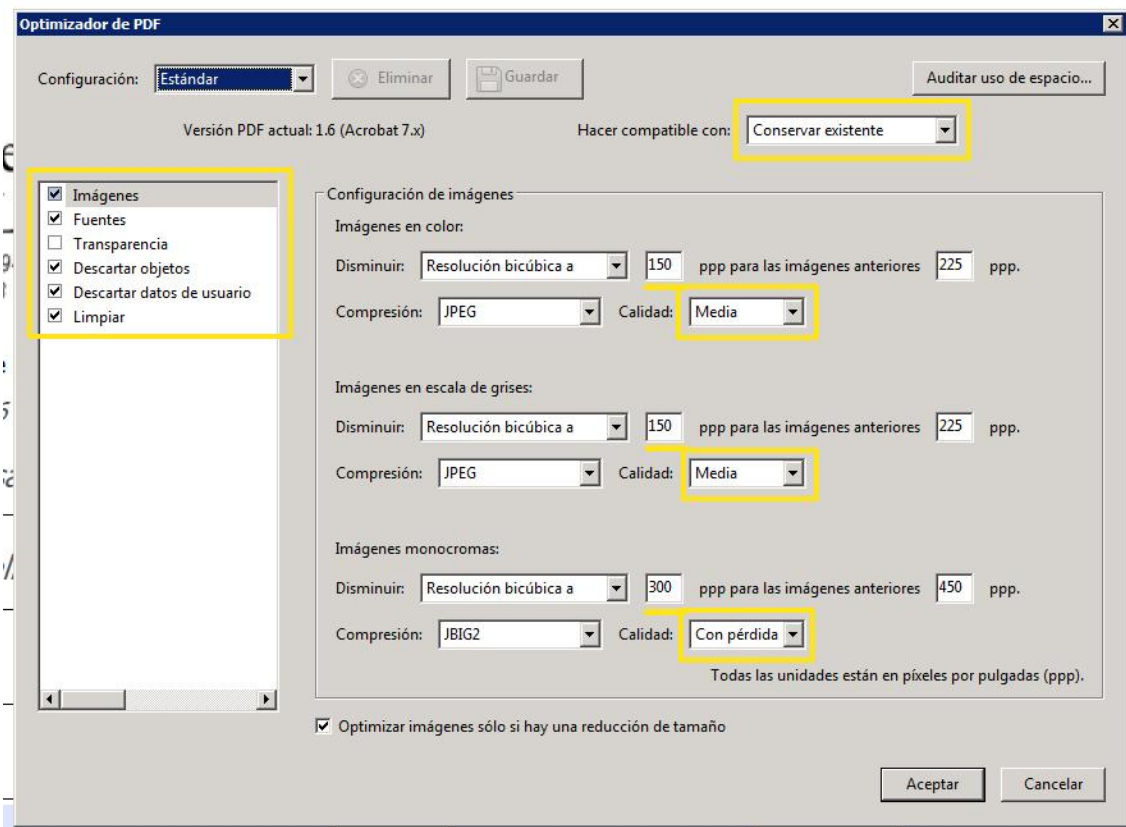 Optimizador de PDF
Configuración: Estándar Eliminar Guardar Auditar uso de espacio...
Versión PDF actual: 1.6 (Acrobat 7.x) Hacer compatible con: Conservar existente
Imágenes
Fuentes
Transparencia
Descartar objetos
Descartar datos de usuario
Limpiar
Configuración de imágenes
Imágenes en color:
Disminuir: Resolución bicúbica a 150 ppp para las imágenes anteriores 225 ppp.
Compresión: JPEG Calidad: Media
Imágenes en escala de grises:
Disminuir: Resolución bicúbica a 150 ppp para las imágenes anteriores 225 ppp.
Compresión: JPEG Calidad: Media
Imágenes monocromas:
Disminuir: Resolución bicúbica a 300 ppp para las imágenes anteriores 450 ppp.
Compresión: JBIG2 Calidad: Con pérdida
Todas las unidades están en píxeles por pulgadas (ppp).
Optimizar imágenes sólo si hay una reducción de tamaño
Aceptar Cancelar